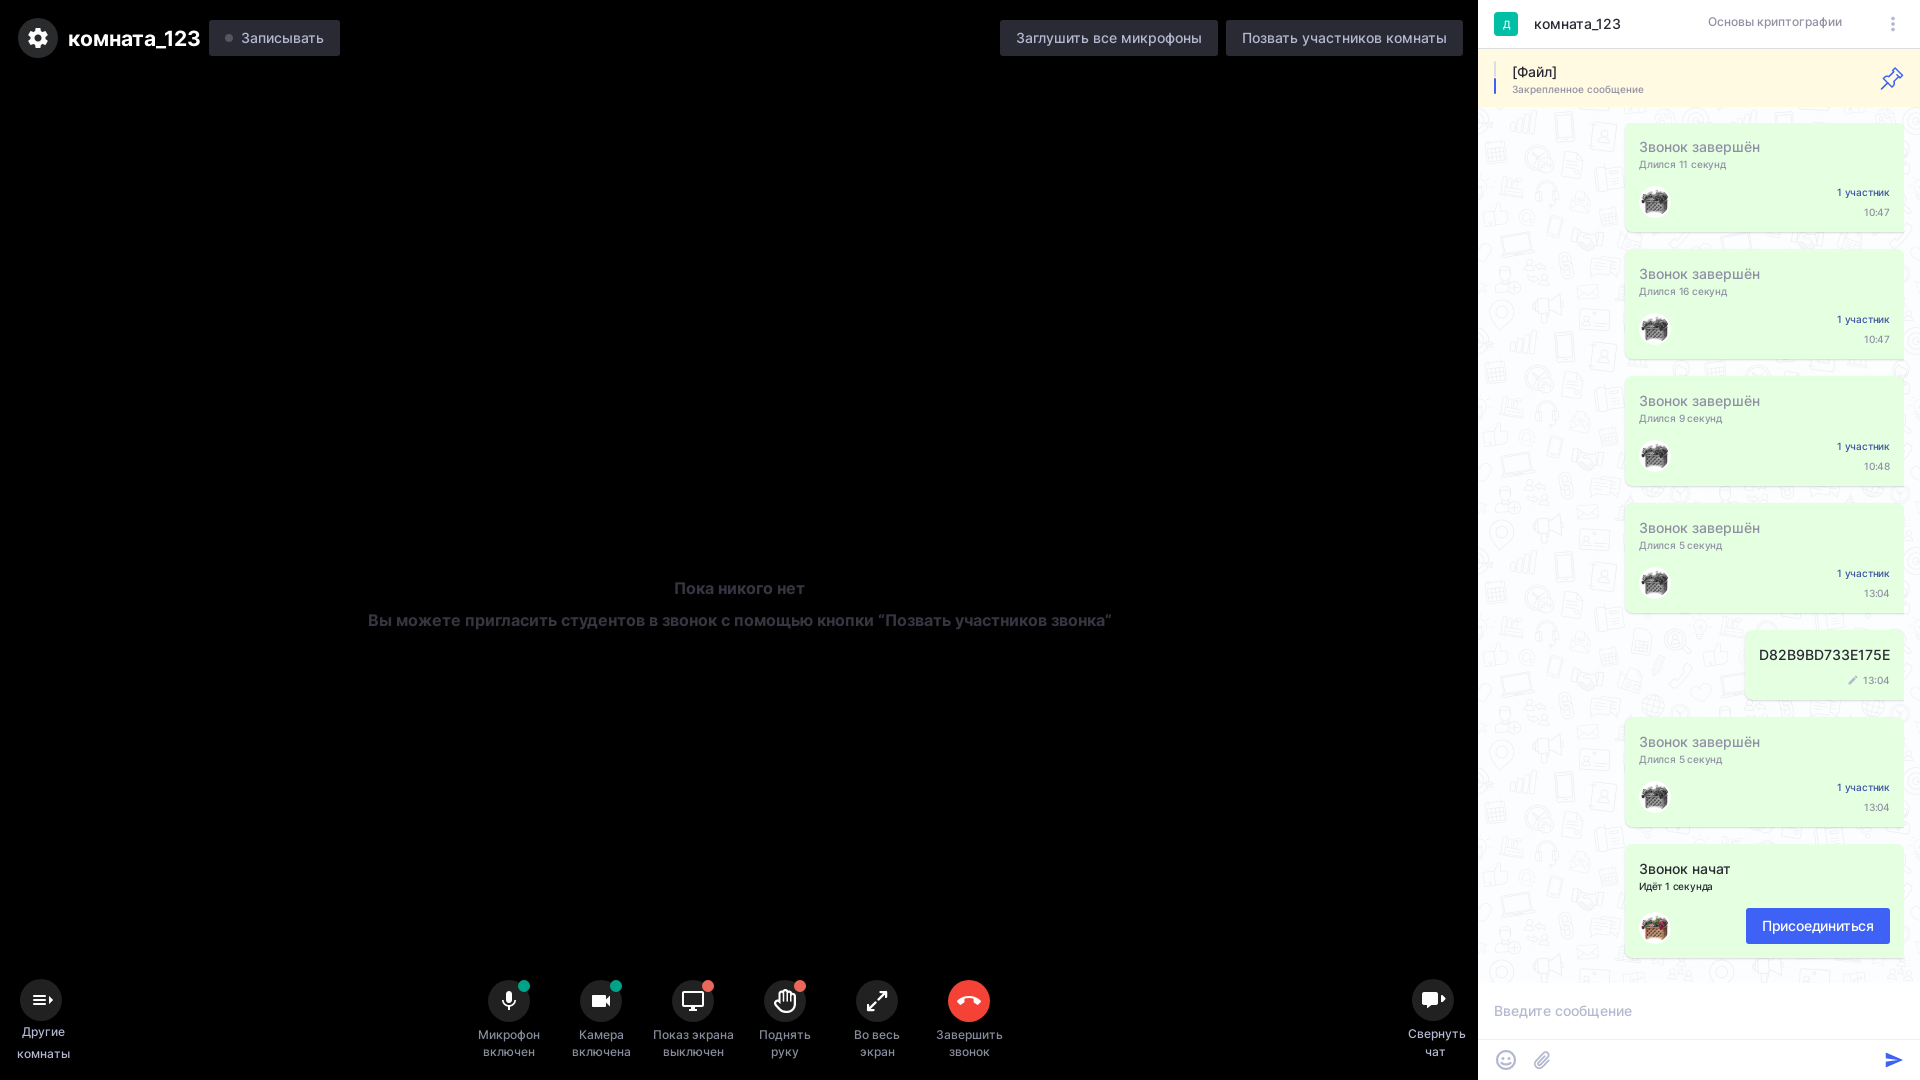 комната_123
Записывать
Заглушить все микрофоны
Позвать участников комнаты
Пока никого нет
Вы можете пригласить студентов в звонок с помощью кнопки “Позвать участников звонка”
Другие
комнаты
Микрофон
включен
Камера
включена
Показ экрана
выключен
Поднять
руку
Во весь
экран
Завершить
звонок
Свернуть
чат
Д
комната_123
Основы криптографии
[Файл]
Закрепленное сообщение
Звонок завершён
Длился 11 секунд
1 участник
10:47
Звонок завершён
Длился 16 секунд
1 участник
10:47
Звонок завершён
Длился 9 секунд
1 участник
10:48
Звонок завершён
Длился 5 секунд
1 участник
13:04
D82B9BD733E175E
13:04
Звонок завершён
Длился 5 секунд
1 участник
13:04
Звонок начат
Идёт 1 секунда
Присоединиться
Введите сообщение